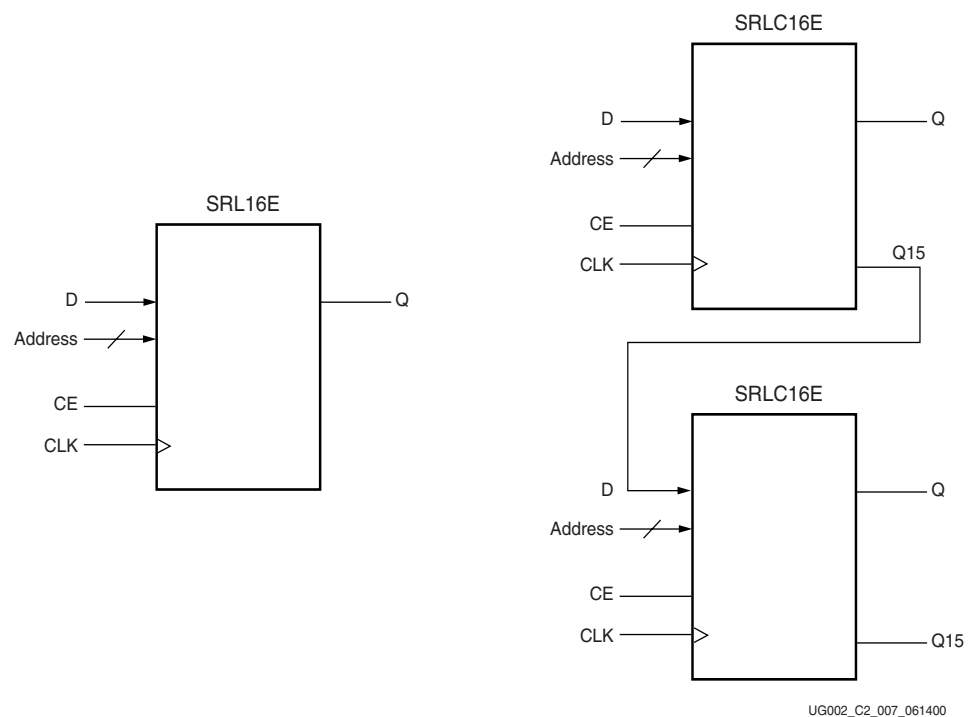 SRL16E
D
Address
CE
CLK
Q
SRLC16E
D
Address
CE
CLK
Q
Q15
SRLC16E
D
Address
CE
CLK
Q
Q15
UG002_C2_007_061400